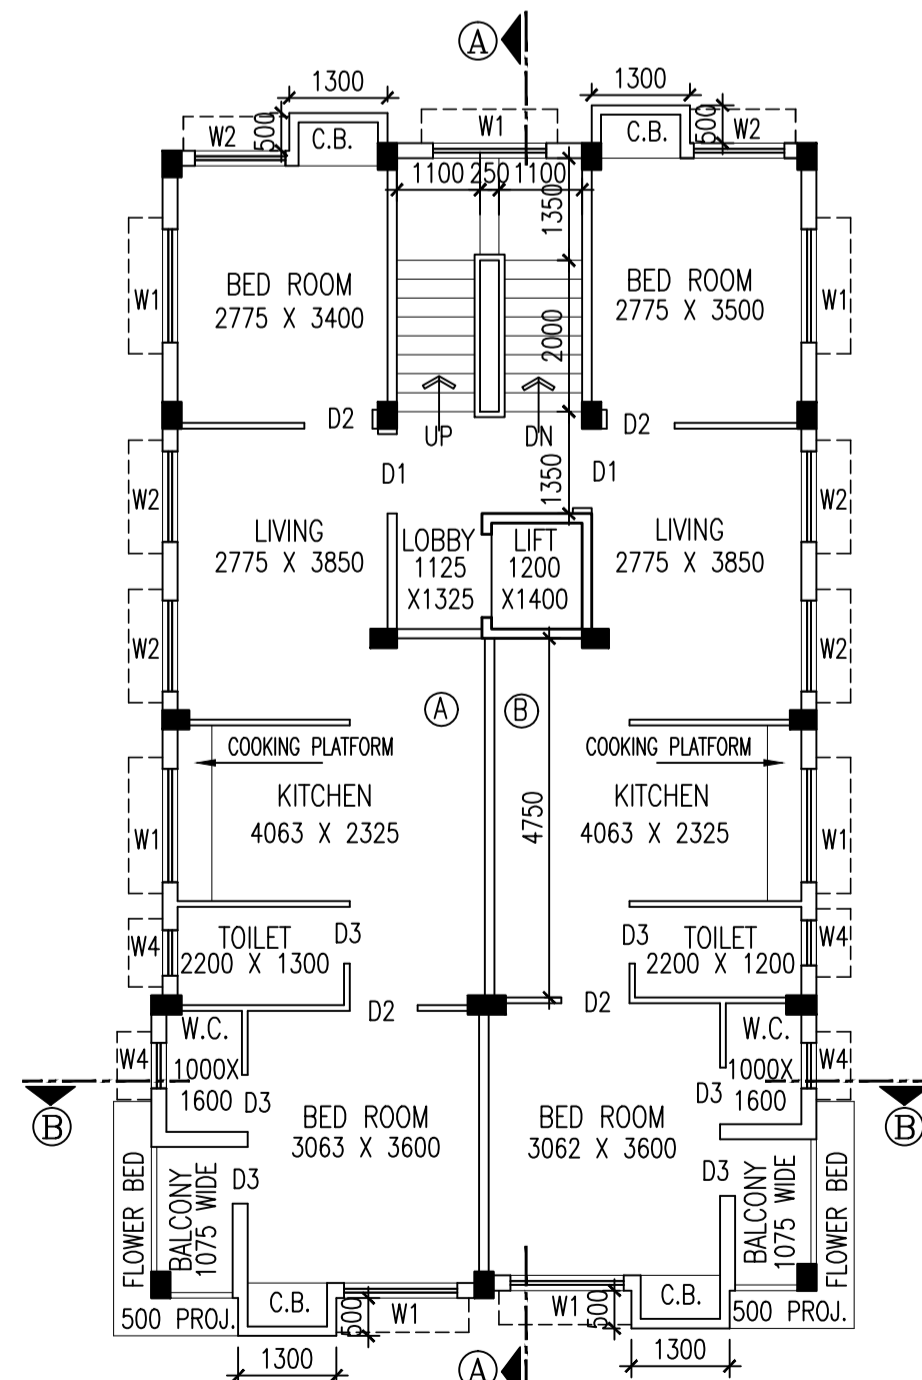 A
1300
1300
500
W2
C.B.
W1
C.B.
500
W2
1100 250 1100
1350
BED ROOM
2775 X 3400
BED ROOM
2775 X 3500
W1
W1
2000
D2
UP
DN
D2
D1
1350
D1
W2
W2
LIVING
2775 X 3850
LOBBY
1125
X1325
LIFT
1200
X1400
LIVING
2775 X 3850
W2
W2
A
B
COOKING PLATFORM
COOKING PLATFORM
KITCHEN
4063 X 2325
4750
KITCHEN
4063 X 2325
W1
W1
TOILET
2200 X 1300
D3
D3
TOILET
2200 X 1200
W4
W4
D2
D2
W.C.
1000X
1600
W.C.
1000X
1600
W4
W4
D3
D3
B
B
BED ROOM
3063 X 3600
BED ROOM
3062 X 3600
D3
D3
FLOWER BED
BALCONY
1075 WIDE
BALCONY
1075 WIDE
FLOWER BED
500 PROJ.
C.B.
500
W1
W1
500
C.B.
500 PROJ.
1300
1300
A